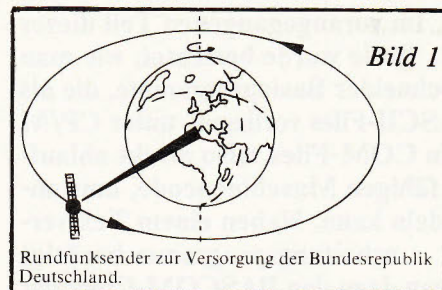 Bild 1
Rundfunksender zur Versorgung der Bundesrepublik
Deutschland.